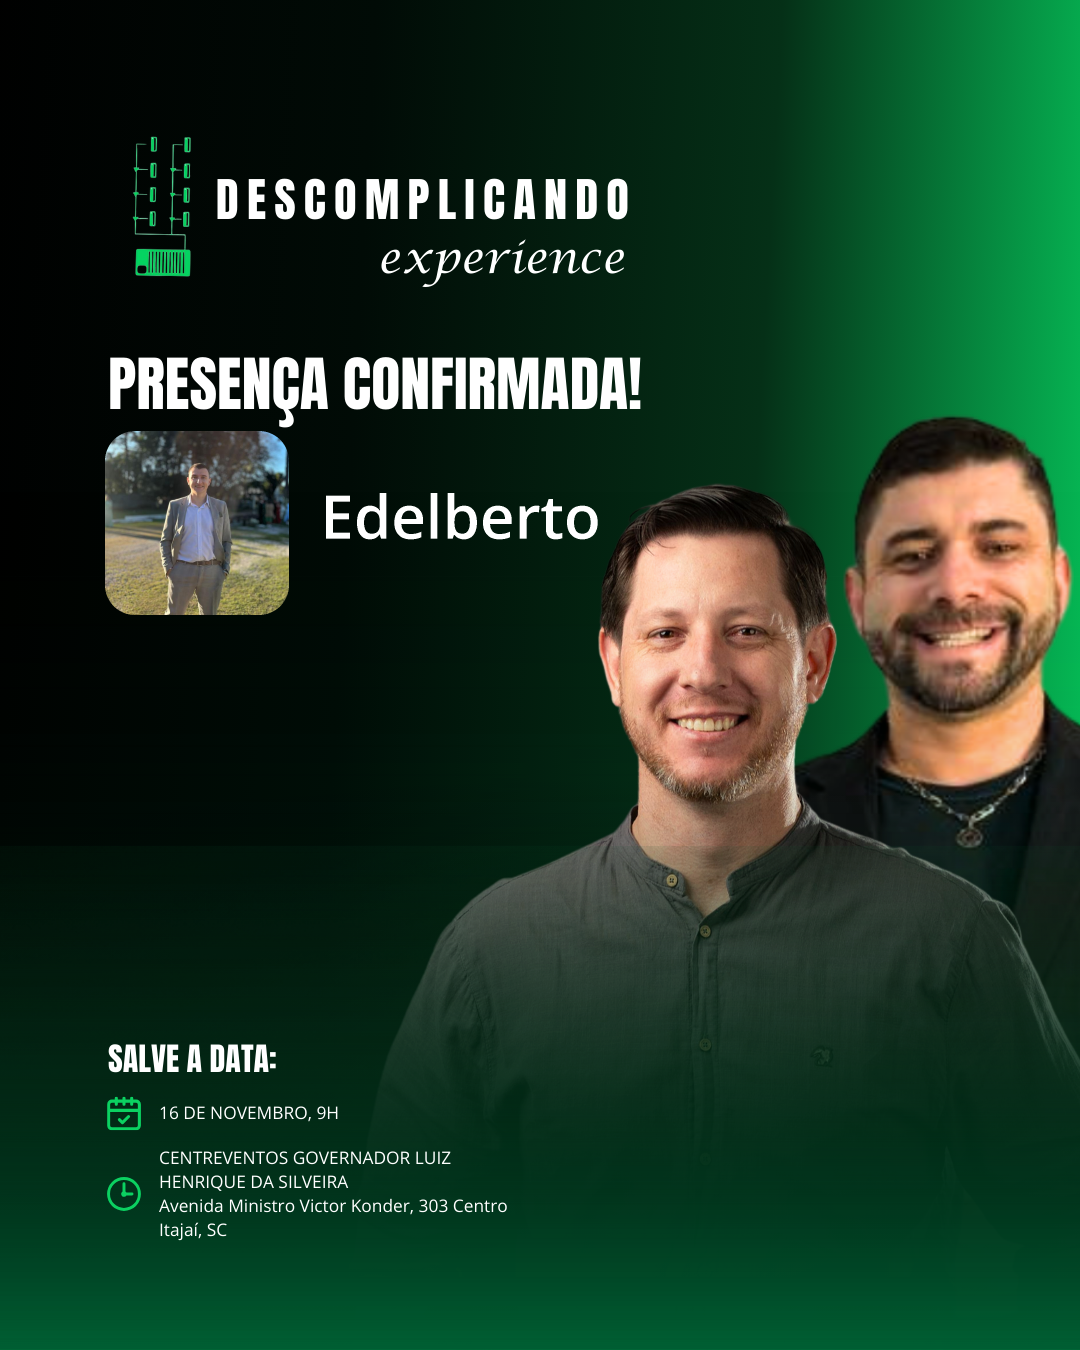 DESCOMPLICANDO
experience
PRESENÇA CONFIRMADA!
Edelberto
SALVE A DATA:
16 DE NOVEMBRO, 9H
CENTREVENTOS GOVERNADOR LUIZ
HENRIQUE DA SILVEIRA
Avenida Ministro Victor Konder, 303 Centro
Itajaí, SC